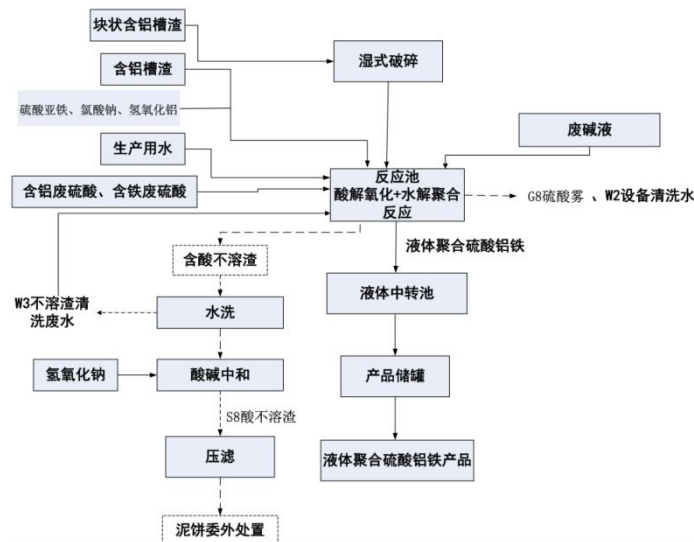 块状含铝槽渣
湿式破碎
含铝槽渣
硫酸亚铁、氯酸钠、氢氧化铝
废碱液
生产用水
反应池
酸解氧化+水解聚合
反应
含铝废硫酸、含铁废硫酸
G8硫酸雾 、W2设备清洗水
液体聚合硫酸铝铁
含酸不溶渣
液体中转池
W3不溶渣清
洗废水
水洗
氢氧化钠
酸碱中和
产品储罐
S8酸不溶渣
压滤
液体聚合硫酸铝铁产品
泥饼委外处置